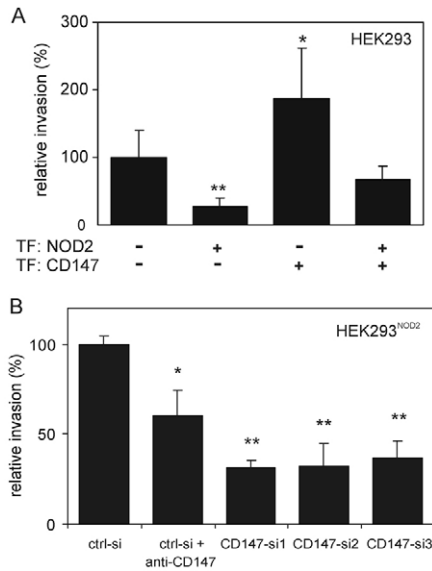 A
HEK293
relative invasion (%)
300
200
100
0
*
**
TF: NOD2 - + - +
TF: CD147 - - + +
B
HEK293NOD2
relative invasion (%)
100
50
0
*
** ** **
ctrl-si ctrl-si + anti-CD147 CD147-si1 CD147-si2 CD147-si3